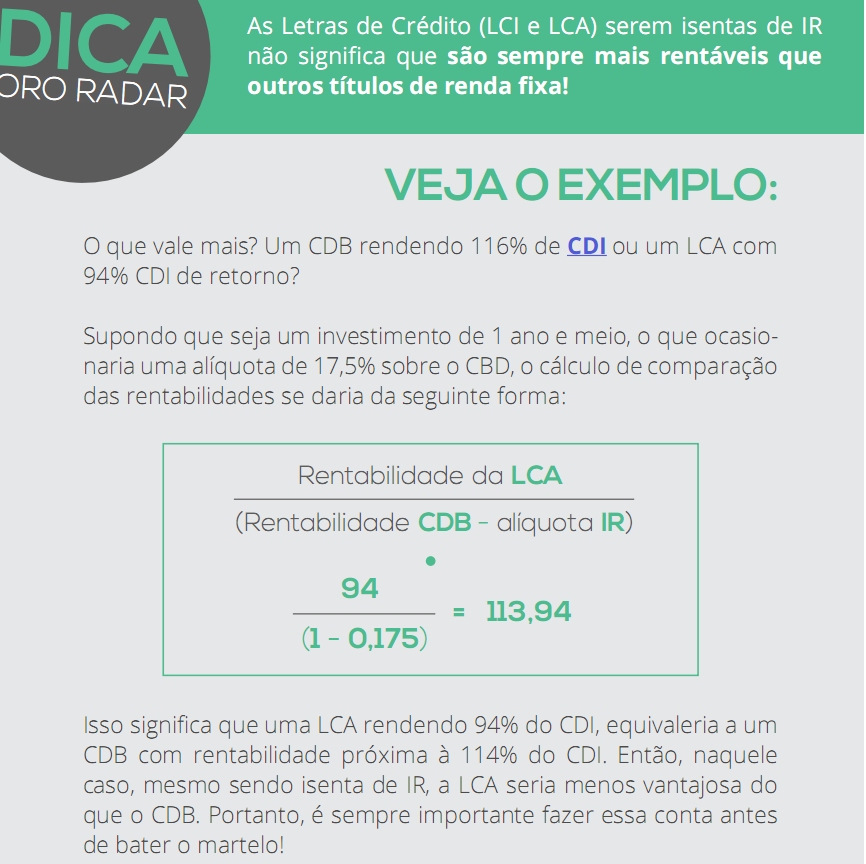 DICA
ORO RADAR
As Letras de Crédito (LCI e LCA) serem isentas de IR
não significa que são sempre mais rentáveis que
outros títulos de renda fixa!
VEJA O EXEMPLO:
O que vale mais? Um CDB rendendo 116% de CDI ou um LCA com
94% CDI de retorno?
Supondo que seja um investimento de 1 ano e meio, o que ocasio-
naria uma alíquota de 17,5% sobre o CBD, o cálculo de comparação
das rentabilidades se daria da seguinte forma:
Rentabilidade da LCA
(Rentabilidade CDB - alíquota IR)
94
(1 - 0,175)
= 113,94
Isso significa que uma LCA rendendo 94% do CDI, equivaleria a um
CDB com rentabilidade próxima à 114% do CDI. Então, naquele
caso, mesmo sendo isenta de IR, a LCA seria menos vantajosa do
que o CDB. Portanto, é sempre importante fazer essa conta antes
de bater o martelo!